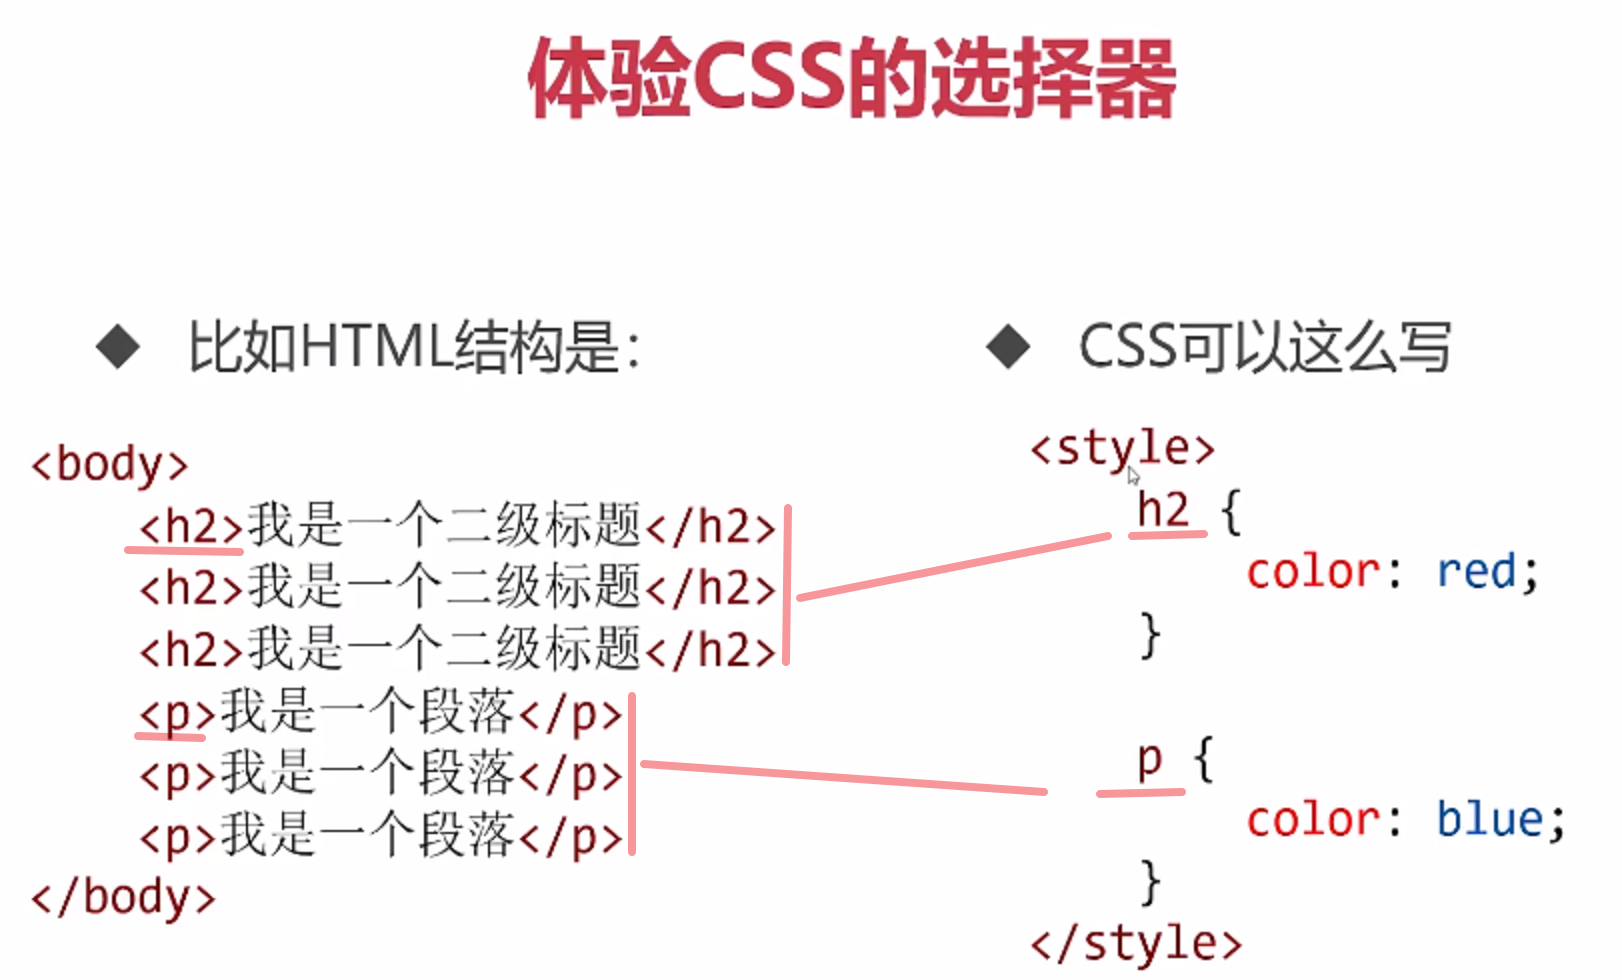 体验CSS的选择器
◆ 比如HTML结构是：
<body>
<h2>我是一个二级标题</h2>
<h2>我是一个二级标题</h2>
<h2>我是一个二级标题</h2>
<p>我是一个段落</p>
<p>我是一个段落</p>
<p>我是一个段落</p>
</body>
◆ CSS可以这么写
<style>
h2 {
color: red;
}
p {
color: blue;
}
</style>